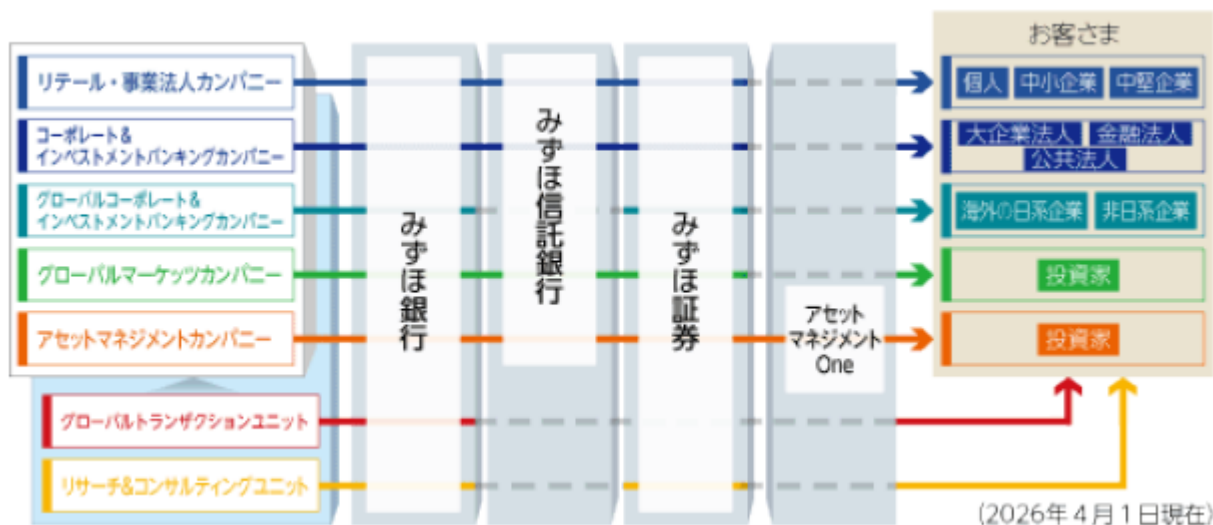 お客さま
リテール・事業法人カンパニー
個人 中小企業 中堅企業
コーポレート&
インベストメントバンキングカンパニー
大企業法人 金融法人
公共法人
グローバルコーポレート&
インベストメントバンキングカンパニー
海外の日系企業 非日系企業
グローバルマーケッツカンパニー
投資家
アセットマネジメントカンパニー
投資家
グローバルトランザクションユニット
リサーチ&コンサルティングユニット
みずほ銀行
みずほ信託銀行
みずほ証券
アセット
マネジメント
One
(2026年4月1日現在)